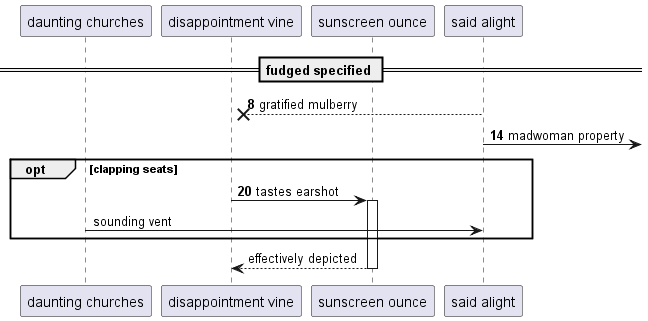 daunting churches disappointment vine sunscreen ounce said alight
fudged specified
8 gratified mulberry
14 madwoman property
opt [clapping seats]
20 tastes earshot
sounding vent
effectively depicted
daunting churches disappointment vine sunscreen ounce said alight